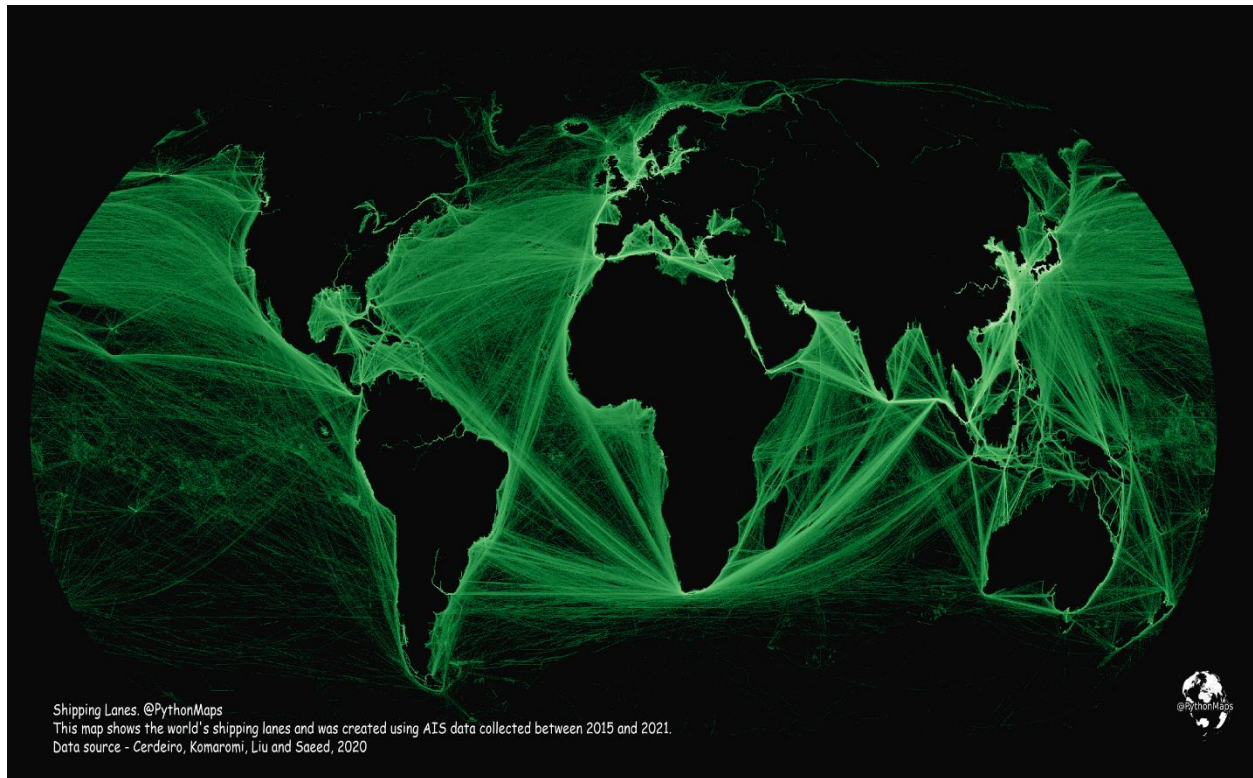 Shipping Lanes. @PythonMaps
This map shows the world's shipping lanes and was created using AIS data collected between 2015 and 2021.
Data source - Cerdeiro, Komaromi, Liu and Saeed, 2020
@PythonMaps